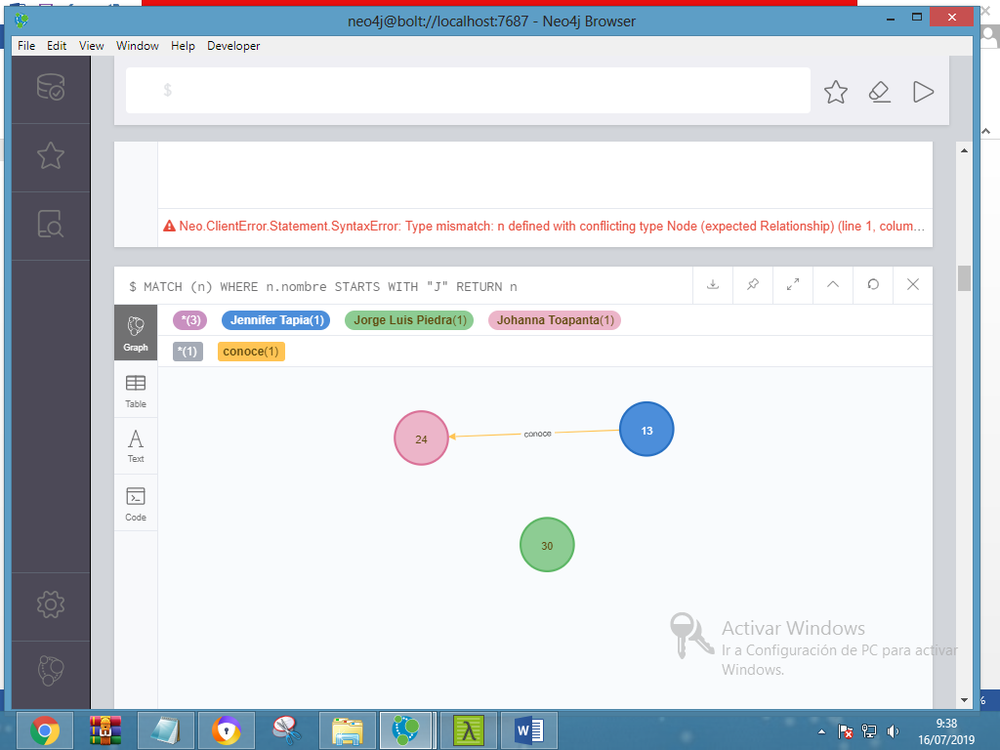 neo4j@bolt://localhost:7687 - Neo4j Browser
File Edit View Window Help Developer
$
Neo.ClientError.Statement.SyntaxError: Type mismatch: n defined with conflicting type Node (expected Relationship) (line 1, colum...
$ MATCH (n) WHERE n.nombre STARTS WITH "J" RETURN n
*(3) Jennifer Tapia(1) Jorge Luis Piedra(1) Johanna Toapanta(1)
Graph
*(1) conoce(1)
Table
Text
Code
24 conoce 13
30
Activar Windows
Ir a Configuración de PC para activar
Windows.
%
9:38
16/07/2019